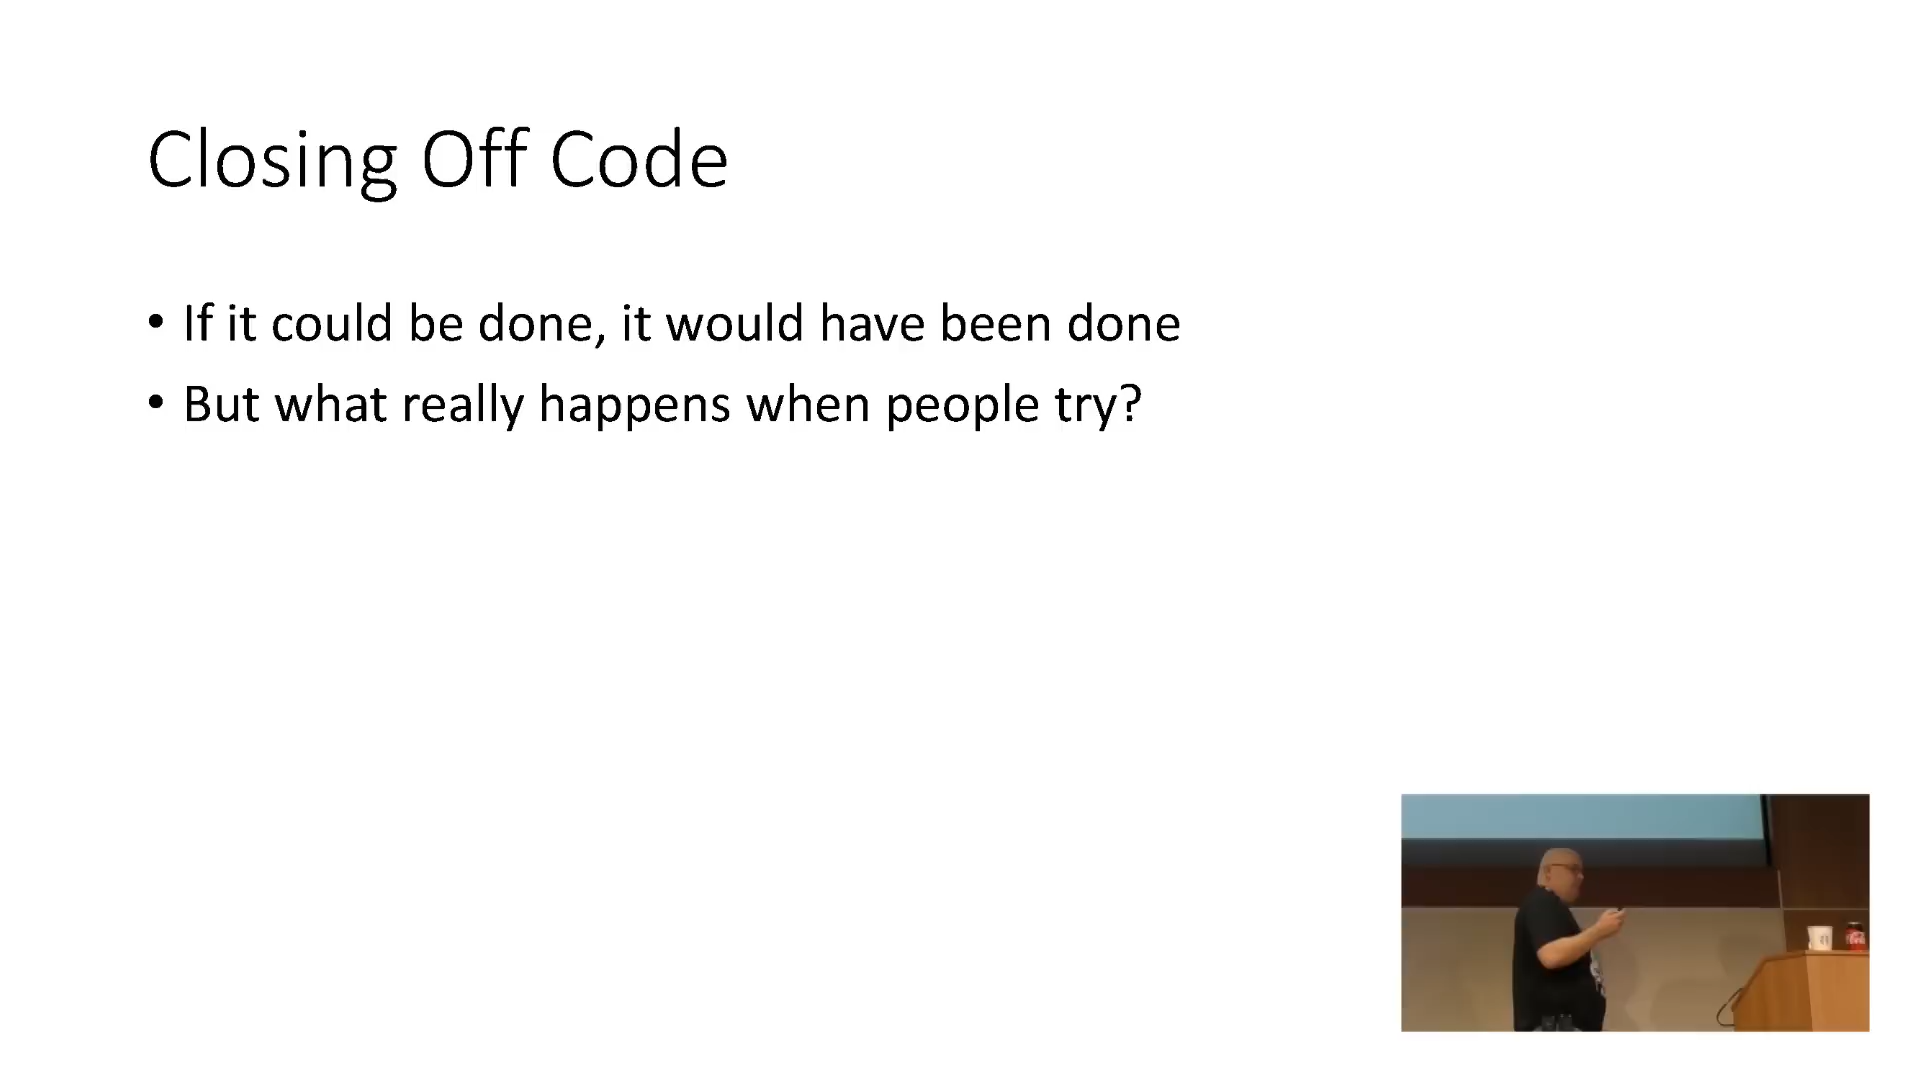 Closing Off Code
• If it could be done, it would have been done
• But what really happens when people try?